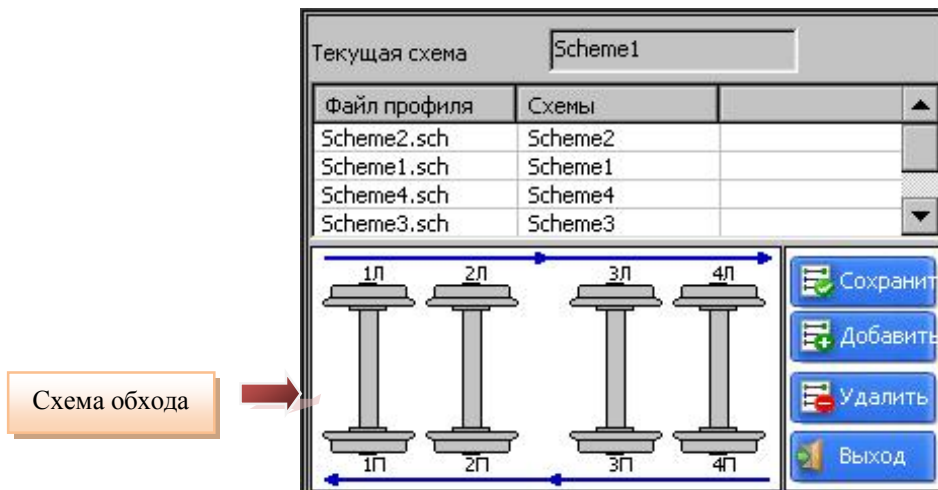 Текущая схема Scheme1
Файл профиля Схемы
Scheme2.sch Scheme2
Scheme1.sch Scheme1
Scheme4.sch Scheme4
Scheme3.sch Scheme3
1Л 2Л 3Л 4Л
1П 2П 3П 4П
Сохранит
Добавить
Удалить
Выход
Схема обхода